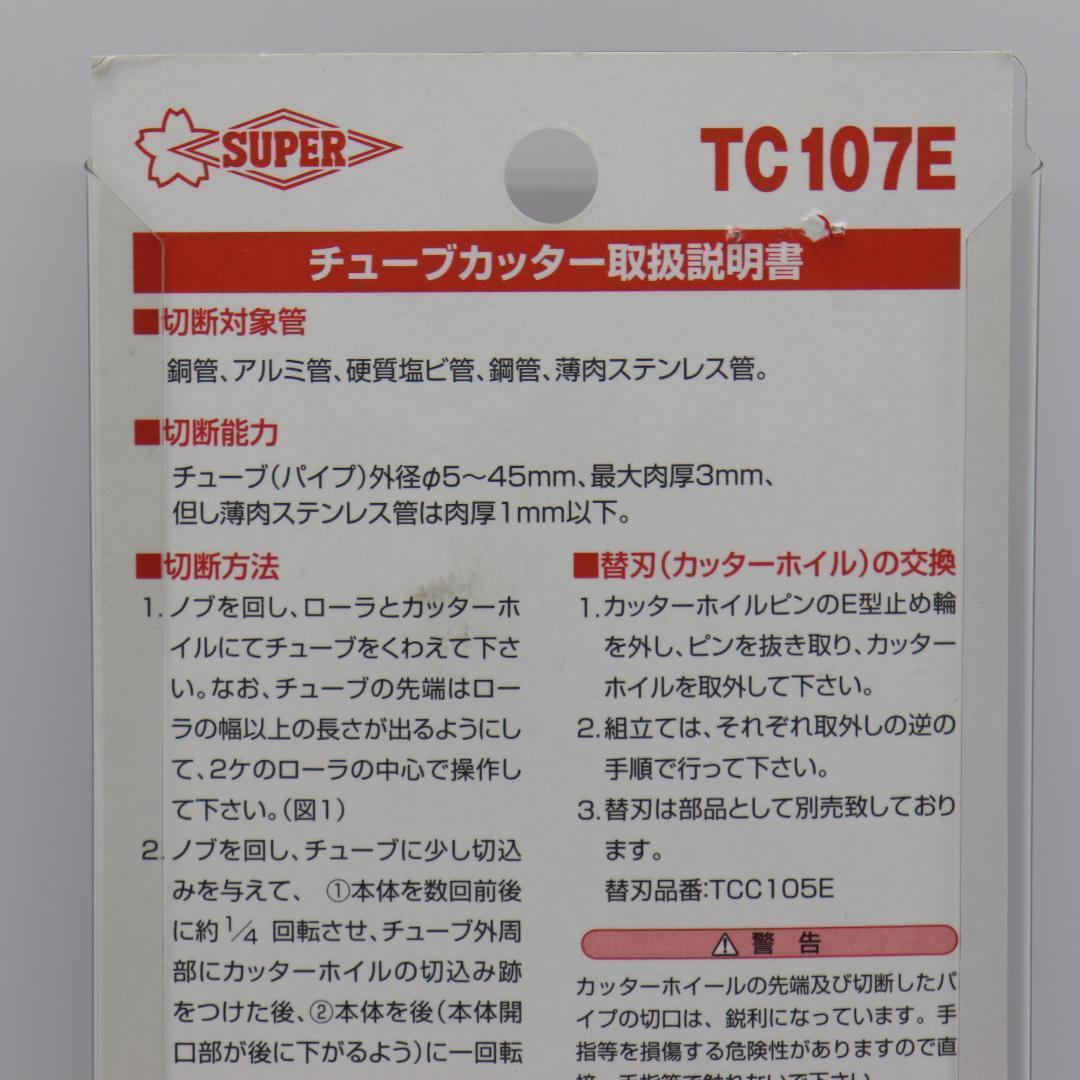 SUPER
TC107E
チューブカッター取扱説明書
■切断対象管
銅管、アルミ管、硬質塩ビ管、鋼管、薄肉ステンレス管。
■切断能力
チューブ(パイプ)外径φ5〜45mm、最大肉厚3mm、
但し薄肉ステンレス管は肉厚1mm以下。
■切断方法
1.ノブを回し、ローラとカッターホ
イルにてチューブをくわえて下さ
い。なお、チューブの先端はロー
ラの幅以上の長さが出るようにし
て、2ケのローラの中心で操作し
て下さい。(図1)
2.ノブを回し、チューブに少し切込
みを与えて、 ①本体を数回前後
に約1/4 回転させ、チューブ外周
部にカッターホイルの切込み跡
をつけた後、②本体を後(本体開
口部が後に下がるよう)に一回転
■替刃(カッターホイル)の交換
1.カッターホイルピンのE型止め輪
を外し、ピンを抜き取り、カッター
ホイルを取外して下さい。
2.組立ては、それぞれ取外しの逆の
手順で行って下さい。
3.替刃は部品として別売致しており
ます。
替刃品番:TCC105E
⚠ 警 告
カッターホイールの先端及び切断したパ
イプの切口は、鋭利になっています。手
指等を損傷する危険性がありますので直
接、手指等で触れないで下さい